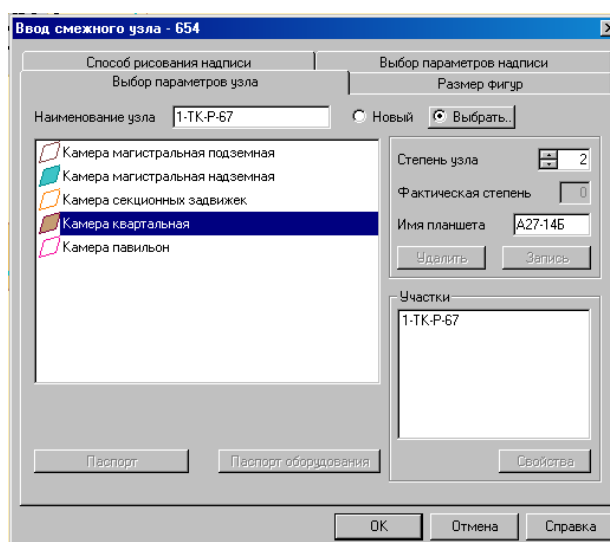 Ввод смежного узла - 654
Способ рисования надписи
Выбор параметров надписи
Выбор параметров узла
Размер фигур
Наименование узла
1-ТК-Р-67
Новый
Выбрать..
Камера магистральная подземная
Камера магистральная надземная
Камера секционных задвижек
Камера квартальная
Камера павильон
Степень узла
2
Фактическая степень
0
Имя планшета
А27-14Б
Удалить
Запись
Участки
1-ТК-Р-67
Паспорт
Паспорт оборудования
Свойства
OK
Отмена
Справка